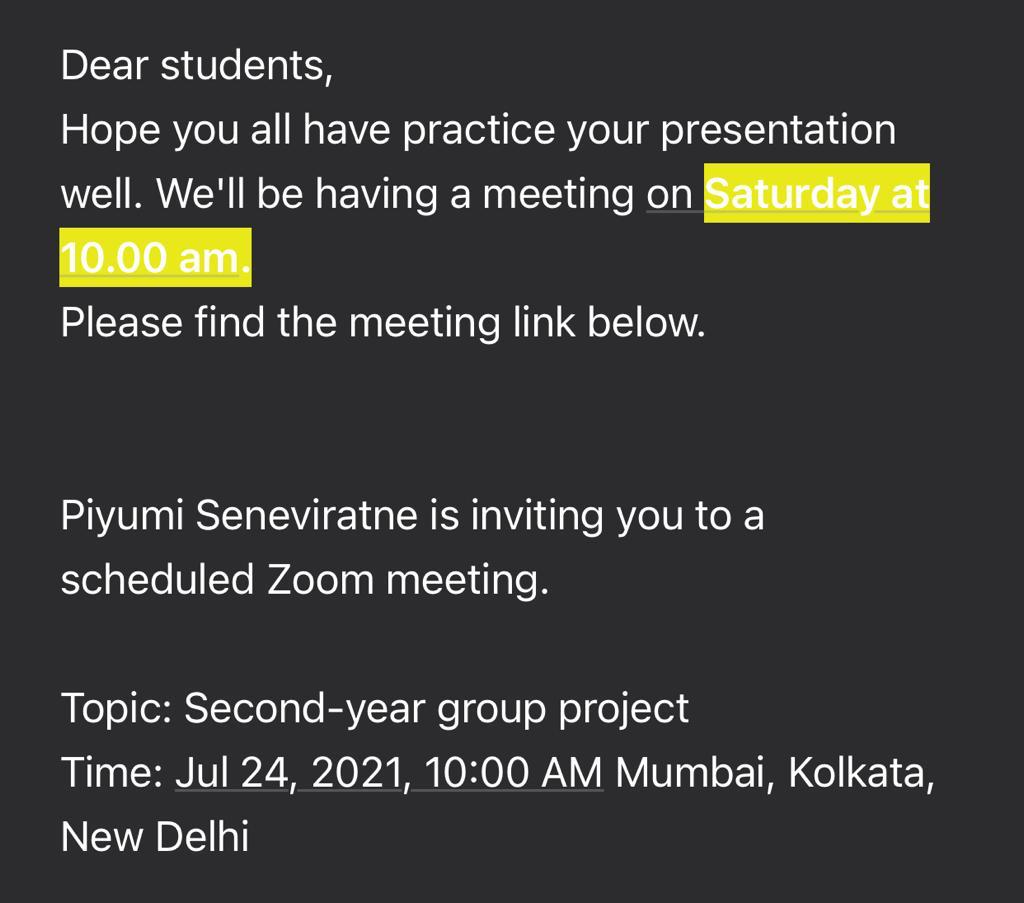 Dear students,
Hope you all have practice your presentation
well. We'll be having a meeting on Saturday at
10.00 am.
Please find the meeting link below.
Piyumi Seneviratne is inviting you to a
scheduled Zoom meeting.
Topic: Second-year group project
Time: Jul 24, 2021, 10:00 AM Mumbai, Kolkata,
New Delhi